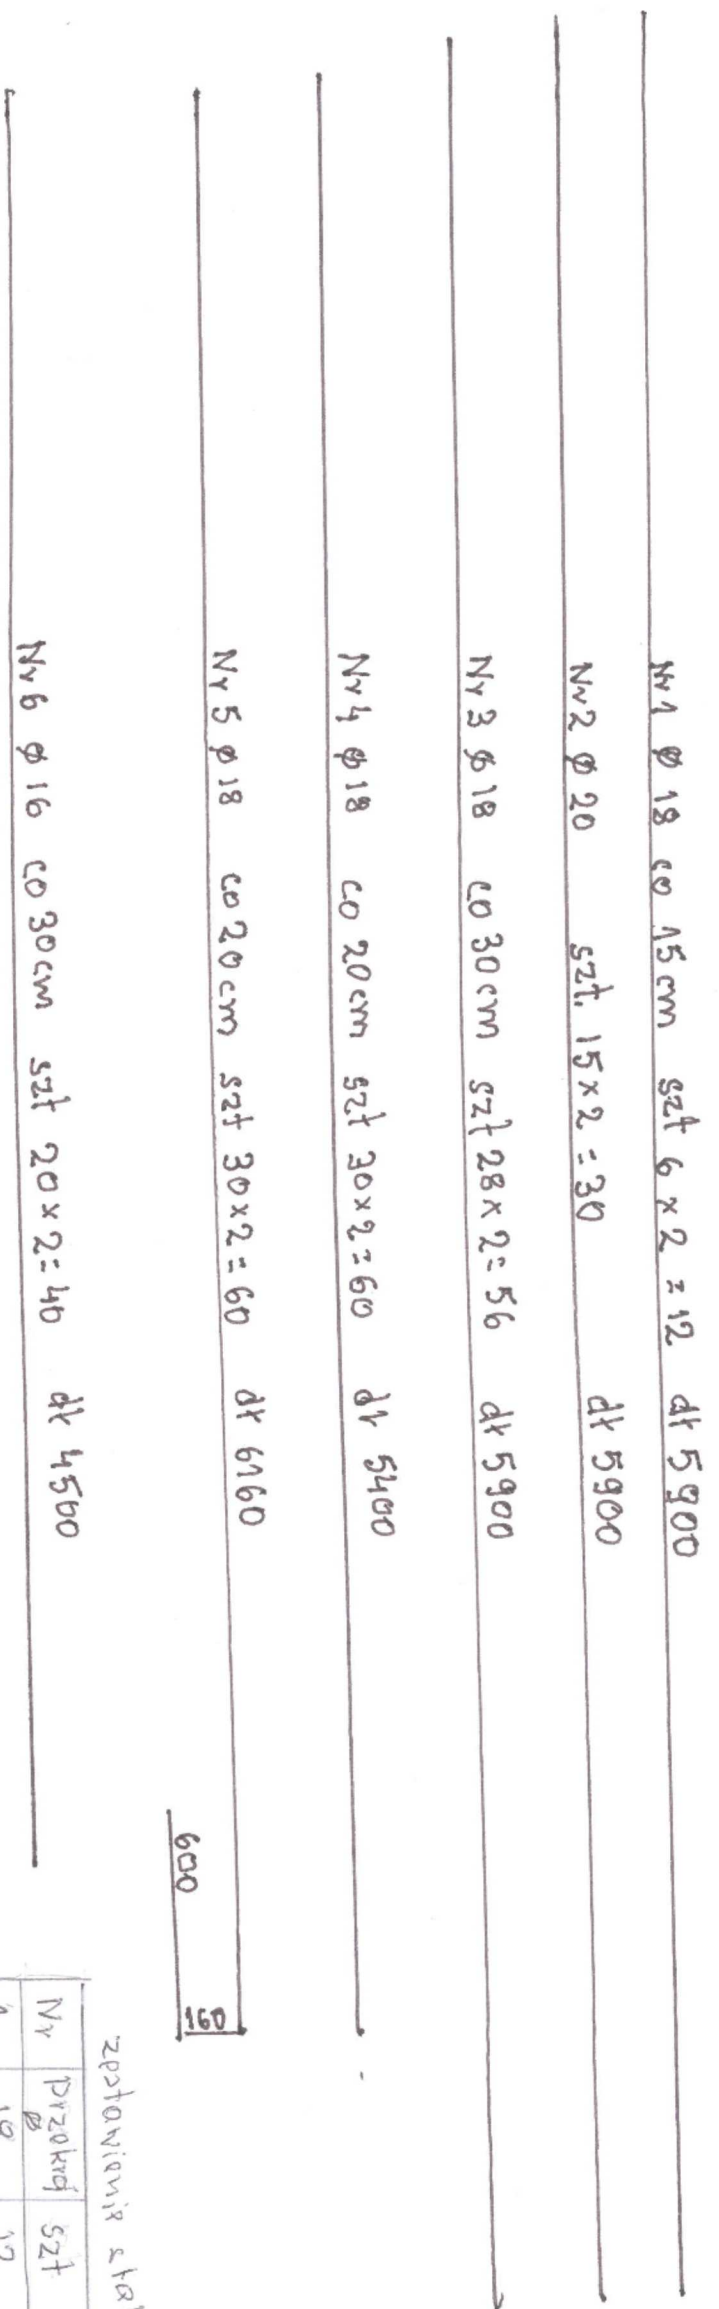 Nr 1 ø 18 co 15 cm szt 6 x 2 = 12 dł 5900
Nr 2 ø 20 szt. 15 x 2 = 30 dł 5900
Nr 3 ø 18 co 30 cm szt 28 x 2 = 56 dł 5900
Nr 4 ø 18 co 20 cm szt 30 x 2 = 60 dł 5400
Nr 5 ø 18 co 20 cm szt 30 x 2 = 60 dł 6160
160
600
Nr 6 ø 16 co 30 cm szt 20 x 2 = 40 dł 4500
zestawienie
Nr Przekrój ø szt